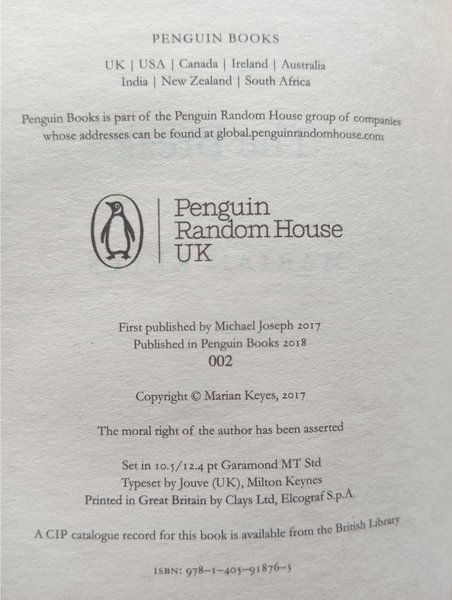 PENGUIN BOOKS
UK | USA | Canada | Ireland | Australia
India | New Zealand | South Africa
Penguin Books is part of the Penguin Random House group of companies
whose addresses can be found at global.penguinrandomhouse.com
Penguin
Random House
UK
First published by Michael Joseph 2017
Published in Penguin Books 2018
002
Copyright © Marian Keyes, 2017
The moral right of the author has been asserted
Set in 10.5/12.4 pt Garamond MT Std
Typeset by Jouve (UK), Milton Keynes
Printed in Great Britain by Clays Ltd, Elcograf S.p.A.
A CIP catalogue record for this book is available from the British Library
ISBN: 978-1-405-91876-3